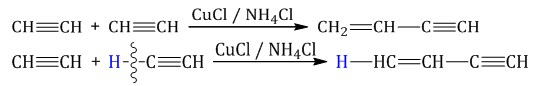 CH≡CH + CH≡CH CuCl / NH₄Cl CH₂=CH—C≡CH
CH≡CH + H-C≡CH CuCl / NH₄Cl H—HC=CH—C≡CH